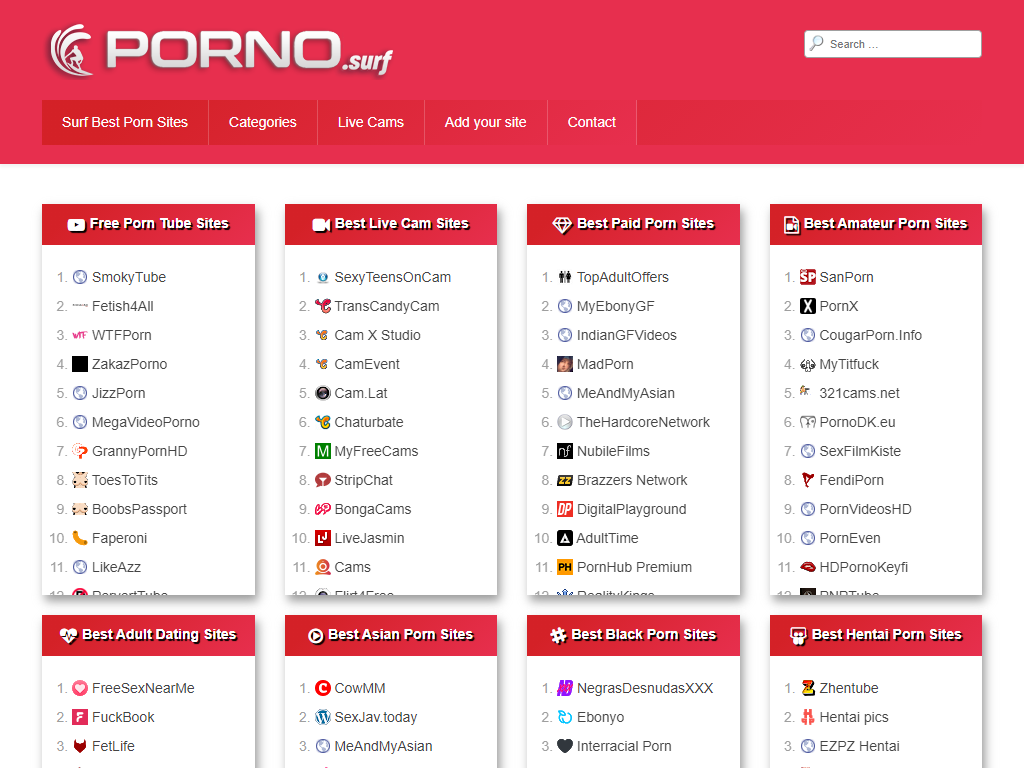 PORNO.surf
Search ...
Surf Best Porn Sites
Categories
Live Cams
Add your site
Contact
Free Porn Tube Sites
1. SmokyTube
2. Fetish4All
3. WTFPorn
4. ZakazPorno
5. JizzPorn
6. MegaVideoPorno
7. GrannyPornHD
8. ToesToTits
9. BoobsPassport
10. Faperoni
11. LikeAzz
12. PervertTube
Best Live Cam Sites
1. SexyTeensOnCam
2. TransCandyCam
3. Cam X Studio
4. CamEvent
5. Cam.Lat
6. Chaturbate
7. MyFreeCams
8. StripChat
9. BongaCams
10. LiveJasmin
11. Cams
12. Flirt4Free
Best Paid Porn Sites
1. TopAdultOffers
2. MyEbonyGF
3. IndianGFVideos
4. MadPorn
5. MeAndMyAsian
6. TheHardcoreNetwork
7. NubileFilms
8. Brazzers Network
9. DigitalPlayground
10. AdultTime
11. PornHub Premium
12. RealityKings
Best Amateur Porn Sites
1. SanPorn
2. PornX
3. CougarPorn.Info
4. MyTitfuck
5. 321cams.net
6. PornoDK.eu
7. SexFilmKiste
8. FendiPorn
9. PornVideosHD
10. PornEven
11. HDPornoKeyfi
Best Adult Dating Sites
1. FreeSexNearMe
2. FuckBook
3. FetLife
Best Asian Porn Sites
1. CowMM
2. SexJav.today
3. MeAndMyAsian
Best Black Porn Sites
1. NegrasDesnudasXXX
2. Ebonyo
3. Interracial Porn
Best Hentai Porn Sites
1. Zhentube
2. Hentai pics
3. EZPZ Hentai